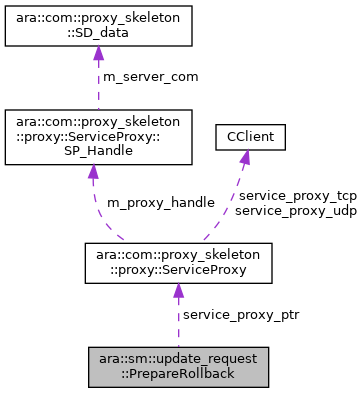 ara::com::proxy_skeleton
::SD_data
m_server_com
ara::com::proxy_skeleton
::proxy::ServiceProxy::
SP_Handle
CClient
m_proxy_handle
service_proxy_tcp
service_proxy_udp
ara::com::proxy_skeleton
::proxy::ServiceProxy
service_proxy_ptr
ara::sm::update_request
::PrepareRollback